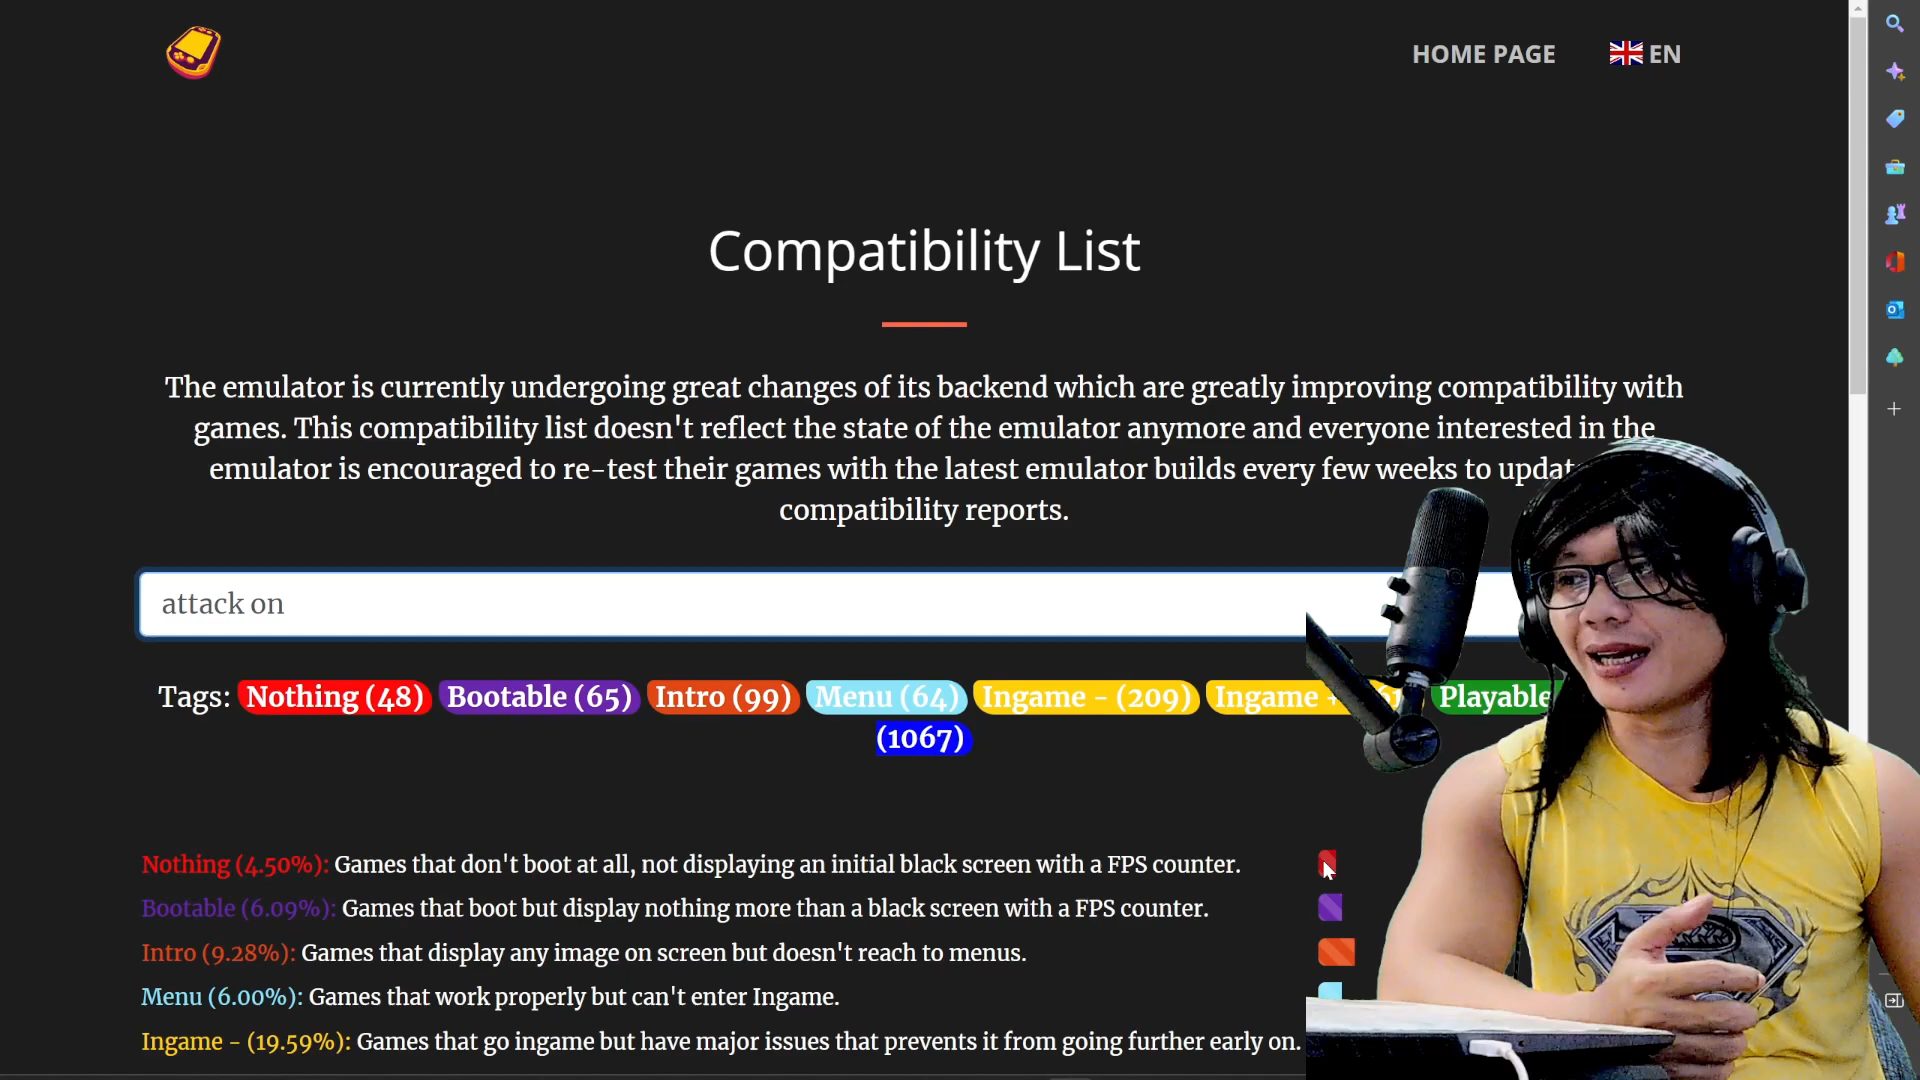 HOME PAGE
EN
Compatibility List
The emulator is currently undergoing great changes of its backend which are greatly improving compatibility with
games. This compatibility list doesn't reflect the state of the emulator anymore and everyone interested in the
emulator is encouraged to re-test their games with the latest emulator builds every few weeks to
compatibility reports.
attack on
Tags: Nothing (48) Bootable (65) Intro (99) Menu (64) Ingame - (209) Ingame Playable
(1067)
Nothing (4.50%): Games that don't boot at all, not displaying an initial black screen with a FPS counter.
Bootable (6.09%): Games that boot but display nothing more than a black screen with a FPS counter.
Intro (9.28%): Games that display any image on screen but doesn't reach to menus.
Menu (6.00%): Games that work properly but can't enter Ingame.
Ingame - (19.59%): Games that go ingame but have major issues that prevents it from going further early on.